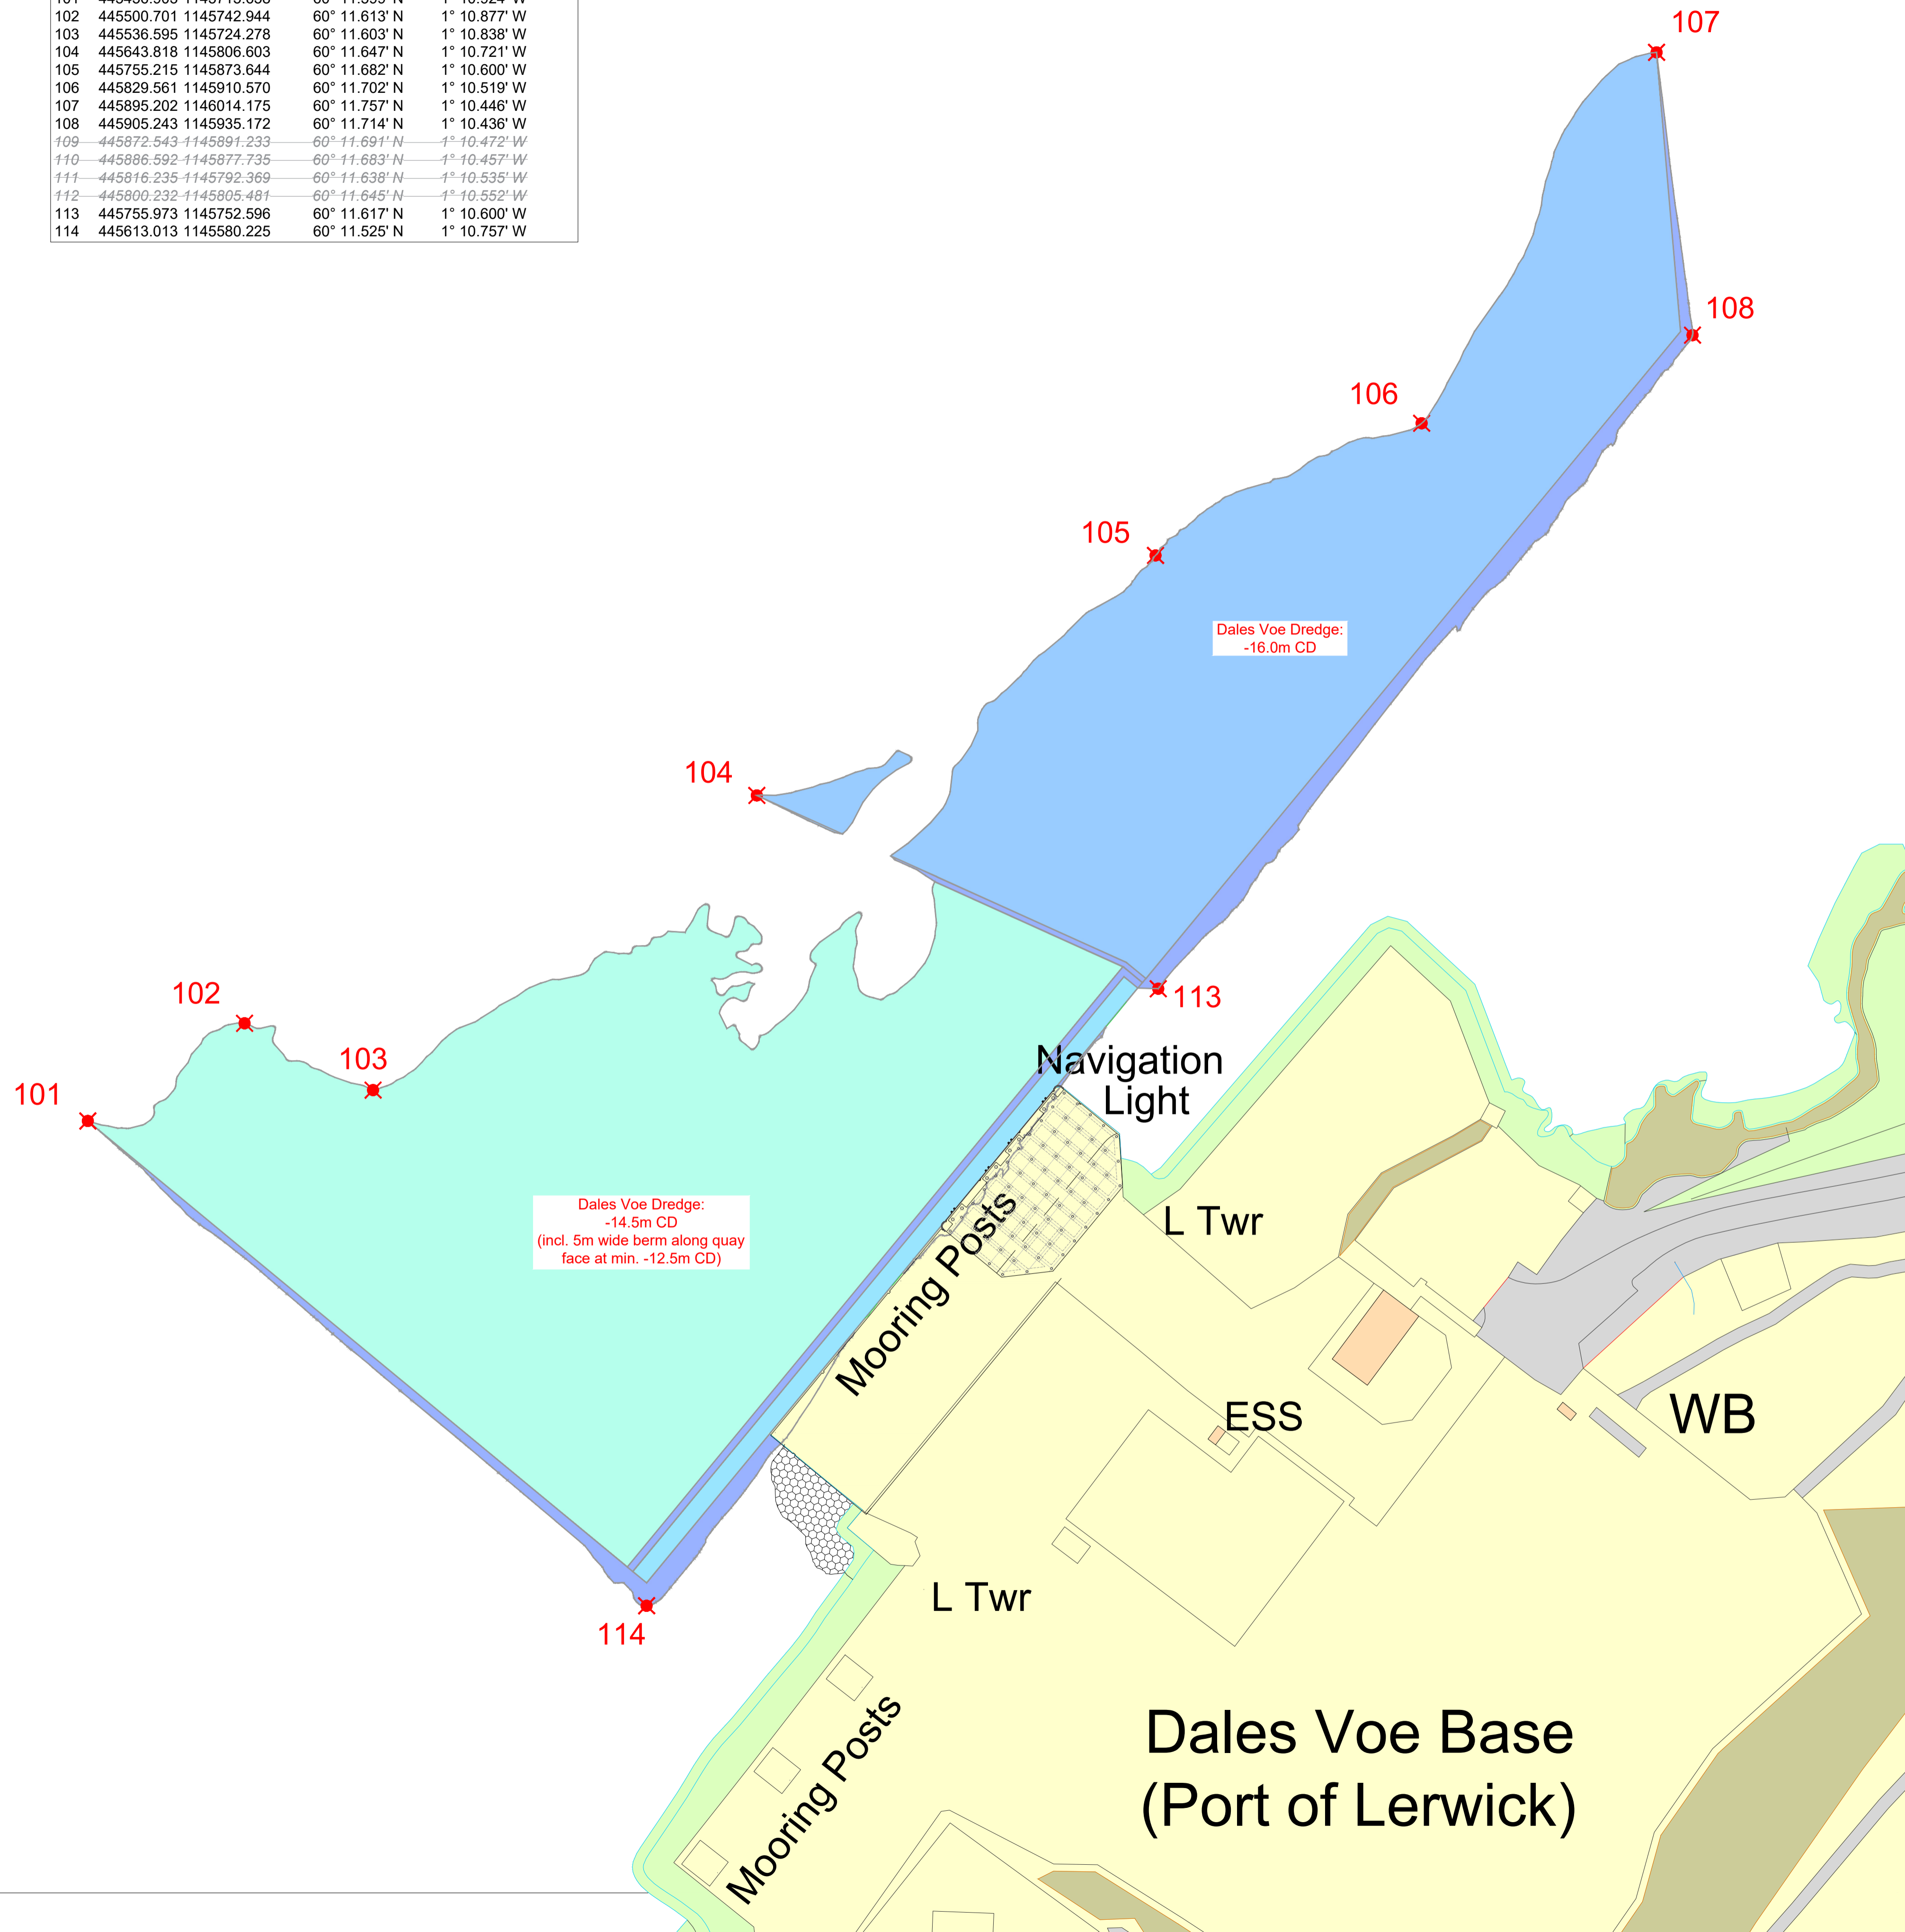 102 445500.701 1145742.944 60° 11.613' N 1° 10.877' W
103 445536.595 1145724.278 60° 11.603' N 1° 10.838' W
104 445643.818 1145806.603 60° 11.647' N 1° 10.721' W
105 445755.215 1145873.644 60° 11.682' N 1° 10.600' W
106 445829.561 1145910.570 60° 11.702' N 1° 10.519' W
107 445895.202 1146014.175 60° 11.757' N 1° 10.446' W
108 445905.243 1145935.172 60° 11.714' N 1° 10.436' W
109 445872.543 1145891.233 60° 11.691' N 1° 10.472' W
110 445886.592 1145877.735 60° 11.683' N 1° 10.457' W
111 445816.235 1145792.369 60° 11.638' N 1° 10.535' W
112 445800.232 1145805.481 60° 11.645' N 1° 10.552' W
113 445755.973 1145752.596 60° 11.617' N 1° 10.600' W
114 445613.013 1145580.225 60° 11.525' N 1° 10.757' W
107
108
106
105
Dales Voe Dredge:
-16.0m CD
104
102
113
103
101
Navigation
Light
Dales Voe Dredge:
-14.5m CD
(incl. 5m wide berm along quay
face at min. -12.5m CD)
L Twr
Mooring Posts
ESS
WB
L Twr
114
Mooring Posts
Dales Voe Base
(Port of Lerwick)